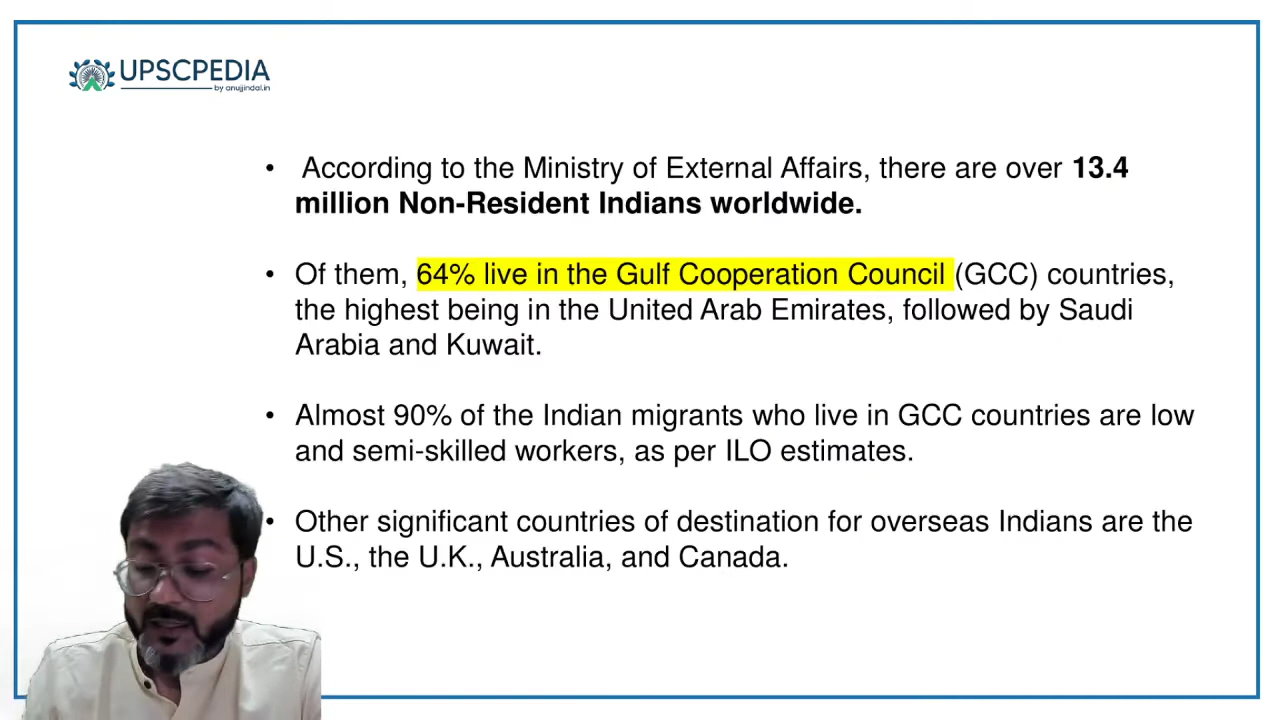 UPSCPEDIA
by anujjindal.in
• According to the Ministry of External Affairs, there are over 13.4
million Non-Resident Indians worldwide.
• Of them, 64% live in the Gulf Cooperation Council (GCC) countries,
the highest being in the United Arab Emirates, followed by Saudi
Arabia and Kuwait.
• Almost 90% of the Indian migrants who live in GCC countries are low
and semi-skilled workers, as per ILO estimates.
• Other significant countries of destination for overseas Indians are the
U.S., the U.K., Australia, and Canada.